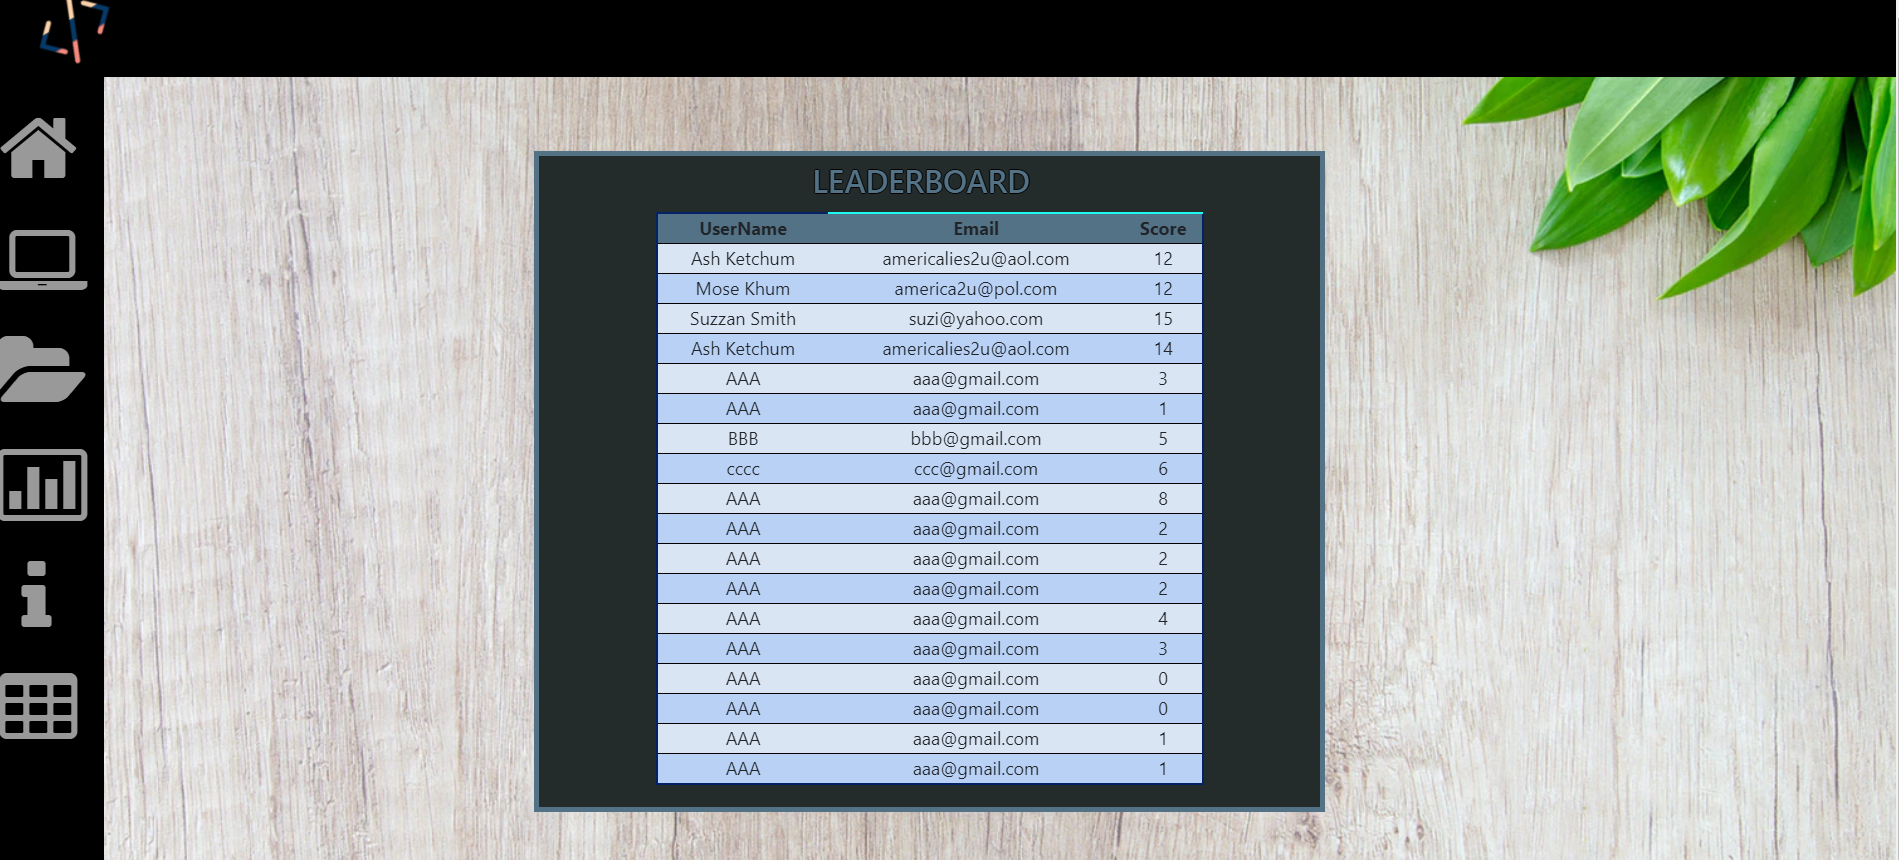 LEADERBOARD
UserName Email Score
Ash Ketchum americalies2u@aol.com 12
Mose Khum america2u@pol.com 12
Suzzan Smith suzi@yahoo.com 15
Ash Ketchum americalies2u@aol.com 14
AAA aaa@gmail.com 3
AAA aaa@gmail.com 1
BBB bbb@gmail.com 5
cccc ccc@gmail.com 6
AAA aaa@gmail.com 8
AAA aaa@gmail.com 2
AAA aaa@gmail.com 2
AAA aaa@gmail.com 2
AAA aaa@gmail.com 4
AAA aaa@gmail.com 3
AAA aaa@gmail.com 0
AAA aaa@gmail.com 0
AAA aaa@gmail.com 1
AAA aaa@gmail.com 1